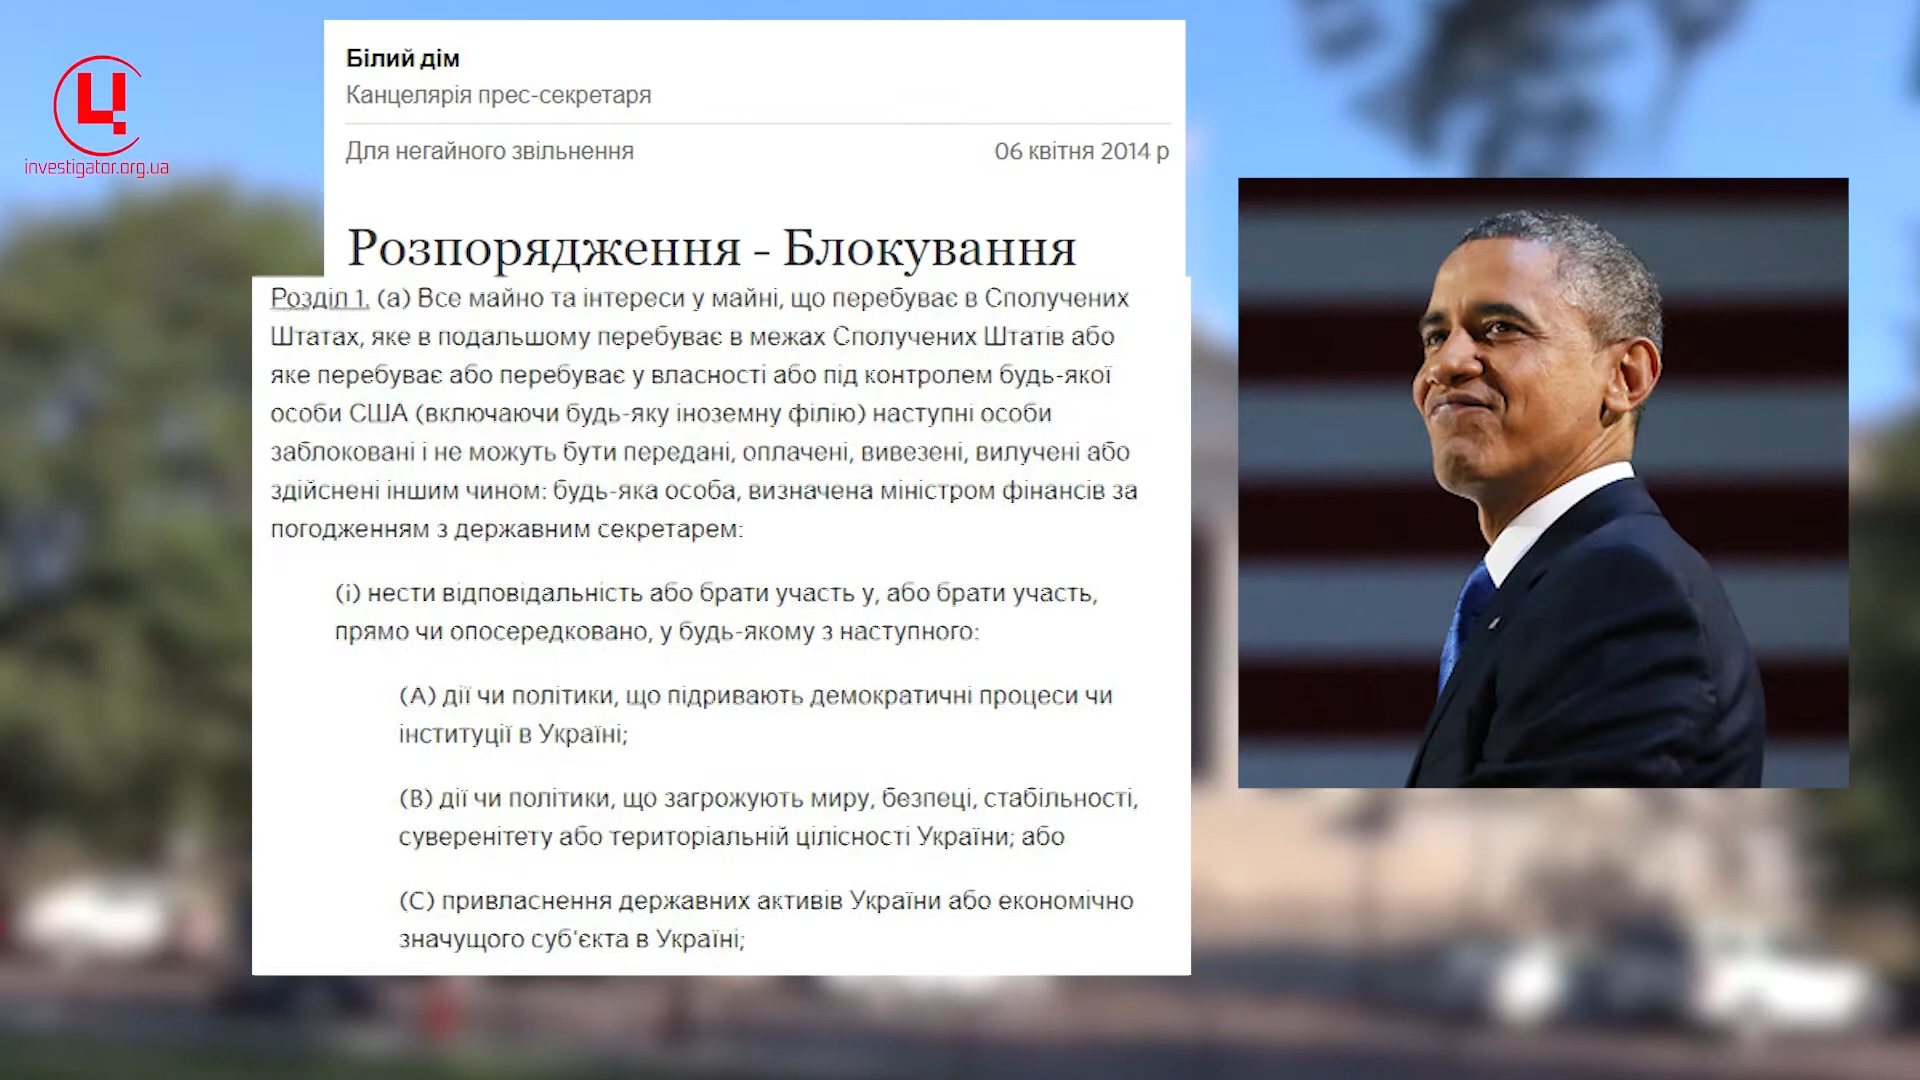 Ц
investigator.org.ua
Білий дім
Канцелярія прес-секретаря
Для негайного звільнення 06 квітня 2014 р
Розпорядження - Блокування
Розділ 1. (а) Все майно та інтереси у майні, що перебуває в Сполучених
Штатах, яке в подальшому перебуває в межах Сполучених Штатів або
яке перебуває або перебуває у власності або під контролем будь-якої
особи США (включаючи будь-яку іноземну філію) наступні особи
заблоковані і не можуть бути передані, оплачені, вивезені, вилучені або
здійснені іншим чином: будь-яка особа, визначена міністром фінансів за
погодженням з державним секретарем:
(i) нести відповідальність або брати участь у, або брати участь,
прямо чи опосередковано, у будь-якому з наступного:
(A) дії чи політики, що підривають демократичні процеси чи
інституції в Україні;
(B) дії чи політики, що загрожують миру, безпеці, стабільності,
суверенітету або територіальній цілісності України; або
(C) привласнення державних активів України або економічно
значущого суб'єкта в Україні;